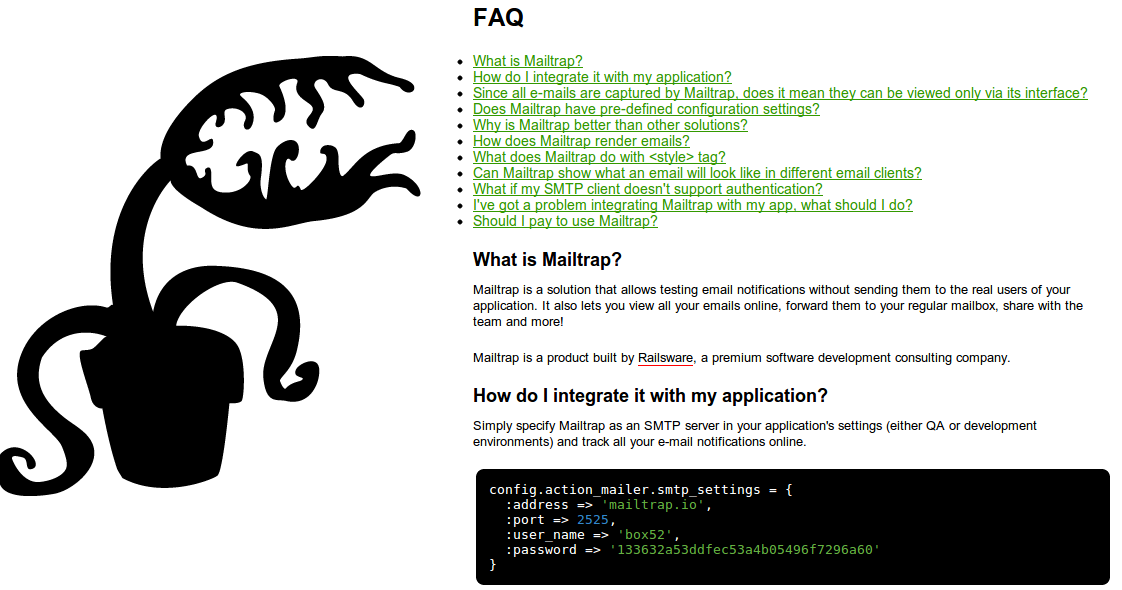 FAQ
What is Mailtrap?
How do I integrate it with my application?
Since all e-mails are captured by Mailtrap, does it mean they can be viewed only via its interface?
Does Mailtrap have pre-defined configuration settings?
Why is Mailtrap better than other solutions?
How does Mailtrap render emails?
What does Mailtrap do with <style> tag?
Can Mailtrap show what an email will look like in different email clients?
What if my SMTP client doesn't support authentication?
I've got a problem integrating Mailtrap with my app, what should I do?
Should I pay to use Mailtrap?
What is Mailtrap?
Mailtrap is a solution that allows testing email notifications without sending them to the real users of your
application. It also lets you view all your emails online, forward them to your regular mailbox, share with the
team and more!
Mailtrap is a product built by Railsware, a premium software development consulting company.
How do I integrate it with my application?
Simply specify Mailtrap as an SMTP server in your application's settings (either QA or development
environments) and track all your e-mail notifications online.
config.action_mailer.smtp_settings = {
:address => 'mailtrap.io',
:port => 2525,
:user_name => 'box52',
:password => '133632a53ddfec53a4b05496f7296a60'
}